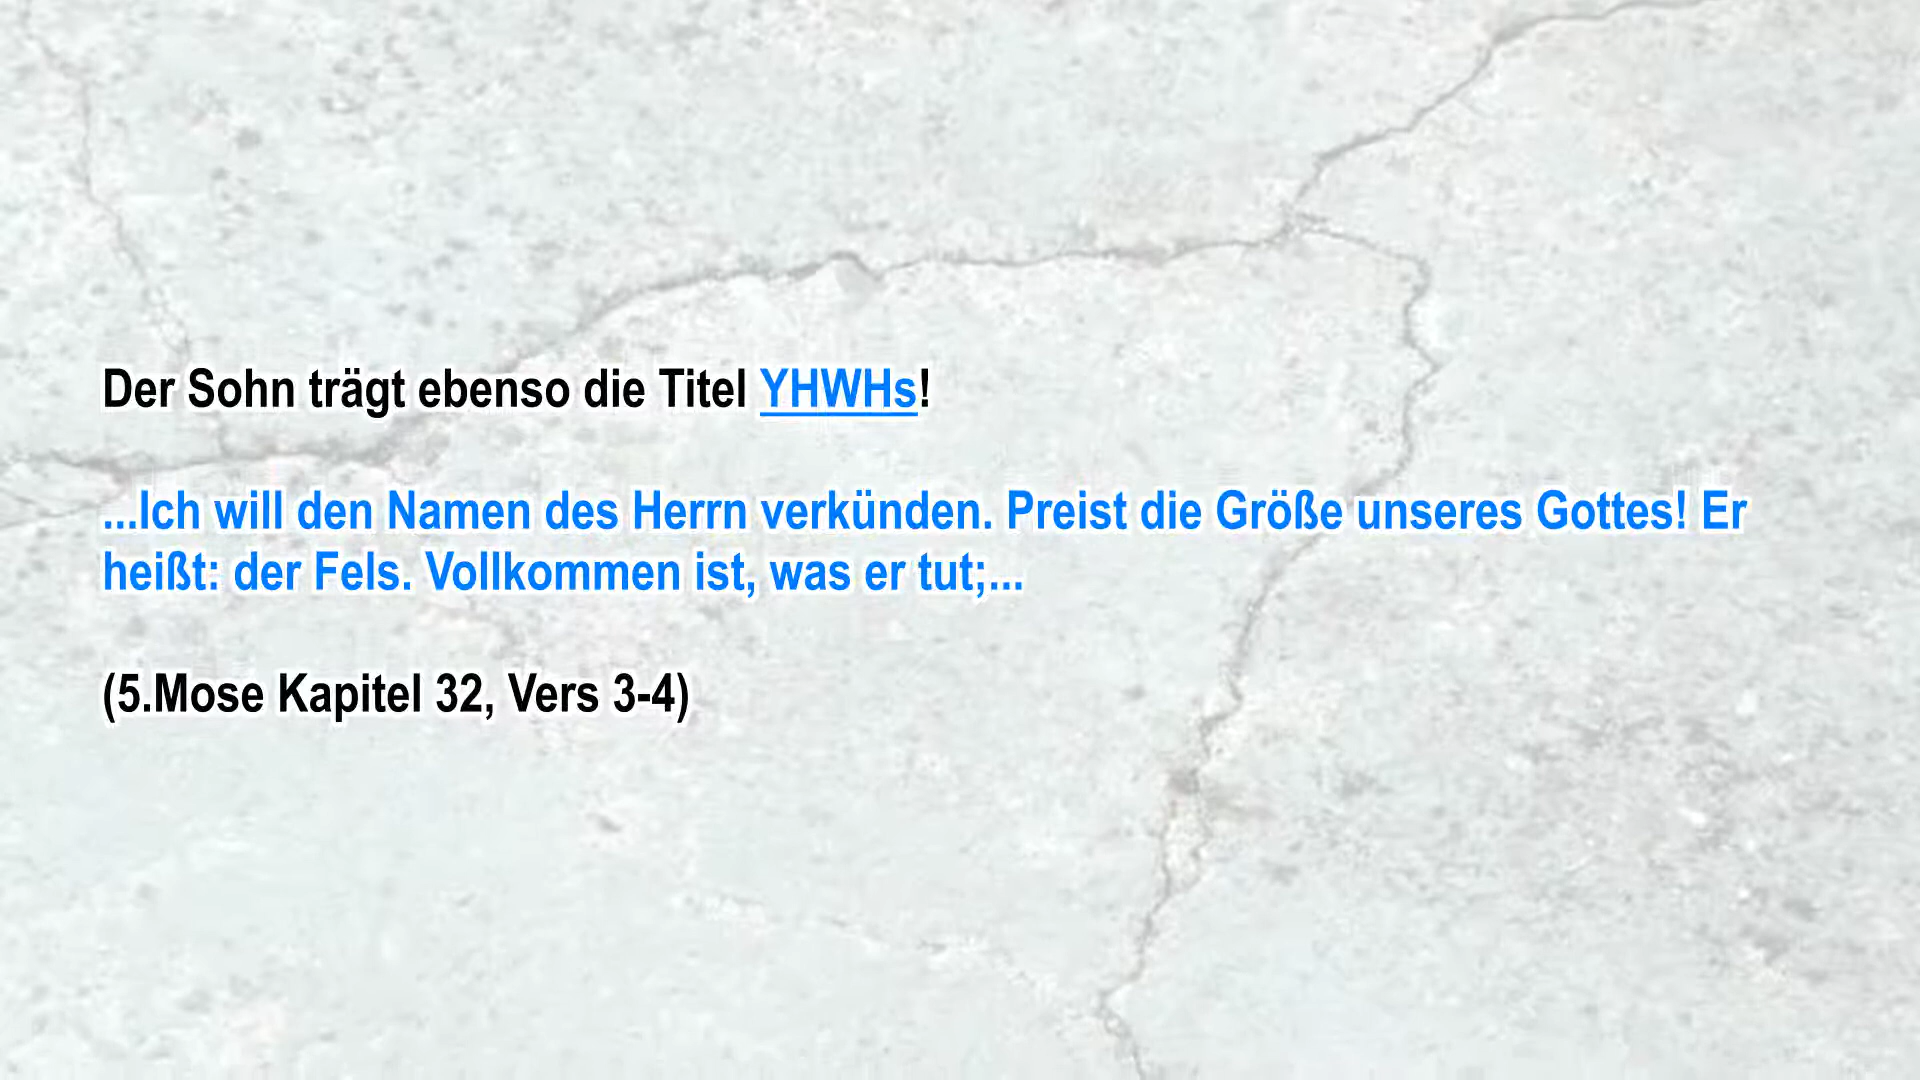 Der Sohn trägt ebenso die Titel YHWHs!
...Ich will den Namen des Herrn verkünden. Preist die Größe unseres Gottes! Er
heißt: der Fels. Vollkommen ist, was er tut;...
(5.Mose Kapitel 32, Vers 3-4)